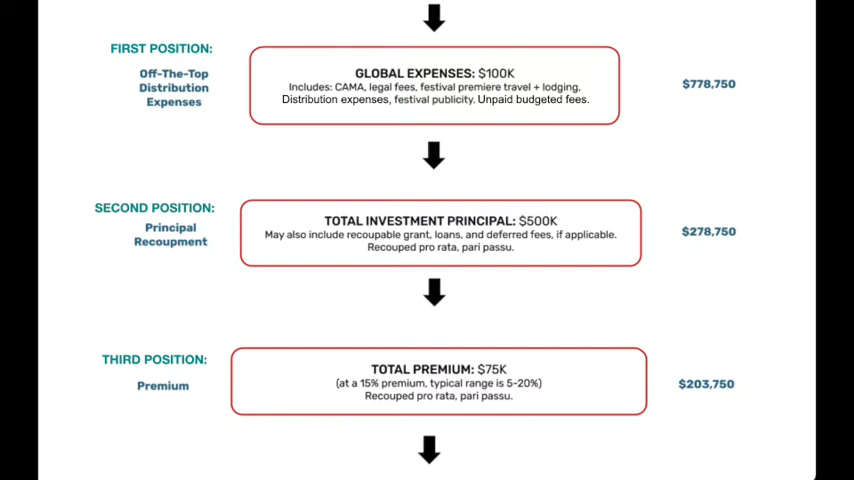 FIRST POSITION:
Off-The-Top
Distribution
Expenses
GLOBAL EXPENSES: $100K
Includes: CAMA, legal fees, festival premiere travel + lodging,
Distribution expenses, festival publicity. Unpaid budgeted fees.
$778,750
SECOND POSITION:
Principal
Recoupment
TOTAL INVESTMENT PRINCIPAL: $500K
May also include recoupable grant, loans, and deferred fees, if applicable.
Recouped pro rata, pari passu.
$278,750
THIRD POSITION:
Premium
TOTAL PREMIUM: $75K
(at a 15% premium, typical range is 5-20%)
Recouped pro rata, pari passu.
$203,750